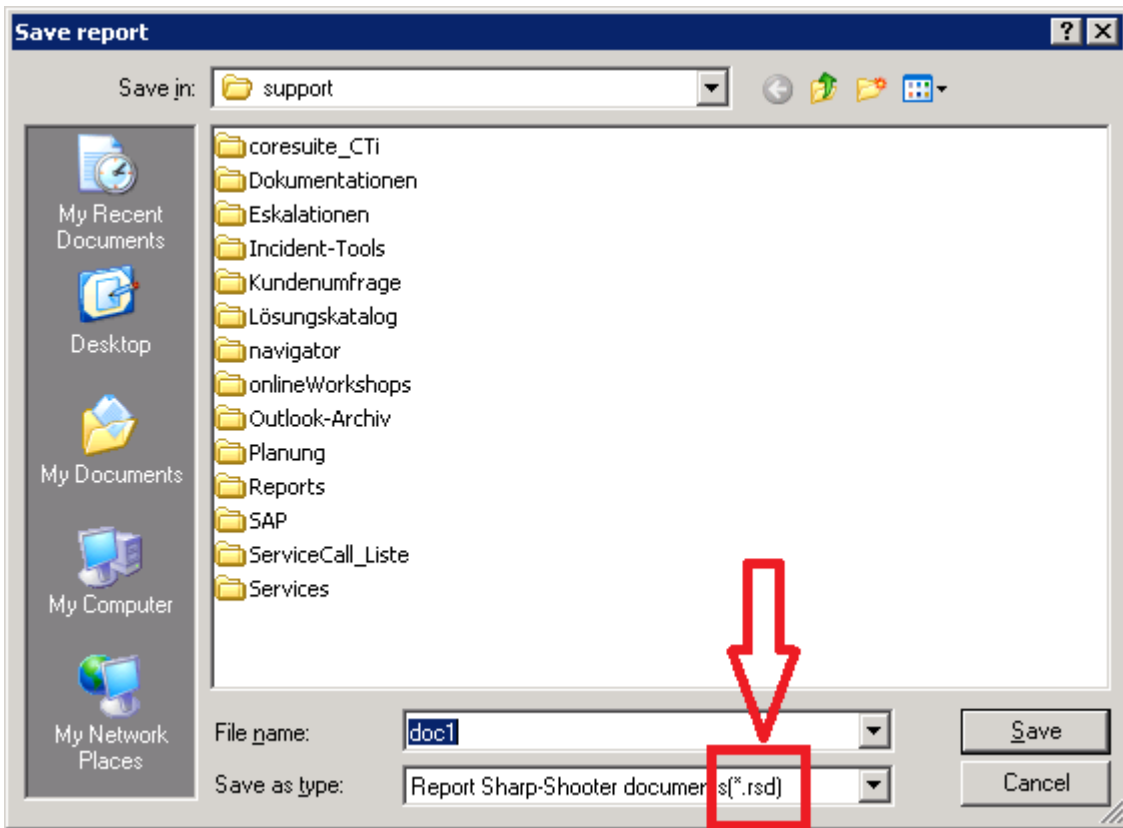 Save report
Save in:
support
My Recent
Documents
Desktop
My Documents
My Computer
My Network
Places
coresuite_CTi
Dokumentationen
Eskalationen
Incident-Tools
Kundenumfrage
Lösungskatalog
navigator
onlineWorkshops
Outlook-Archiv
Planung
Reports
SAP
ServiceCall_Liste
Services
File name:
doc1
Save
Save as type:
Report Sharp-Shooter documents(*.rsd)
Cancel